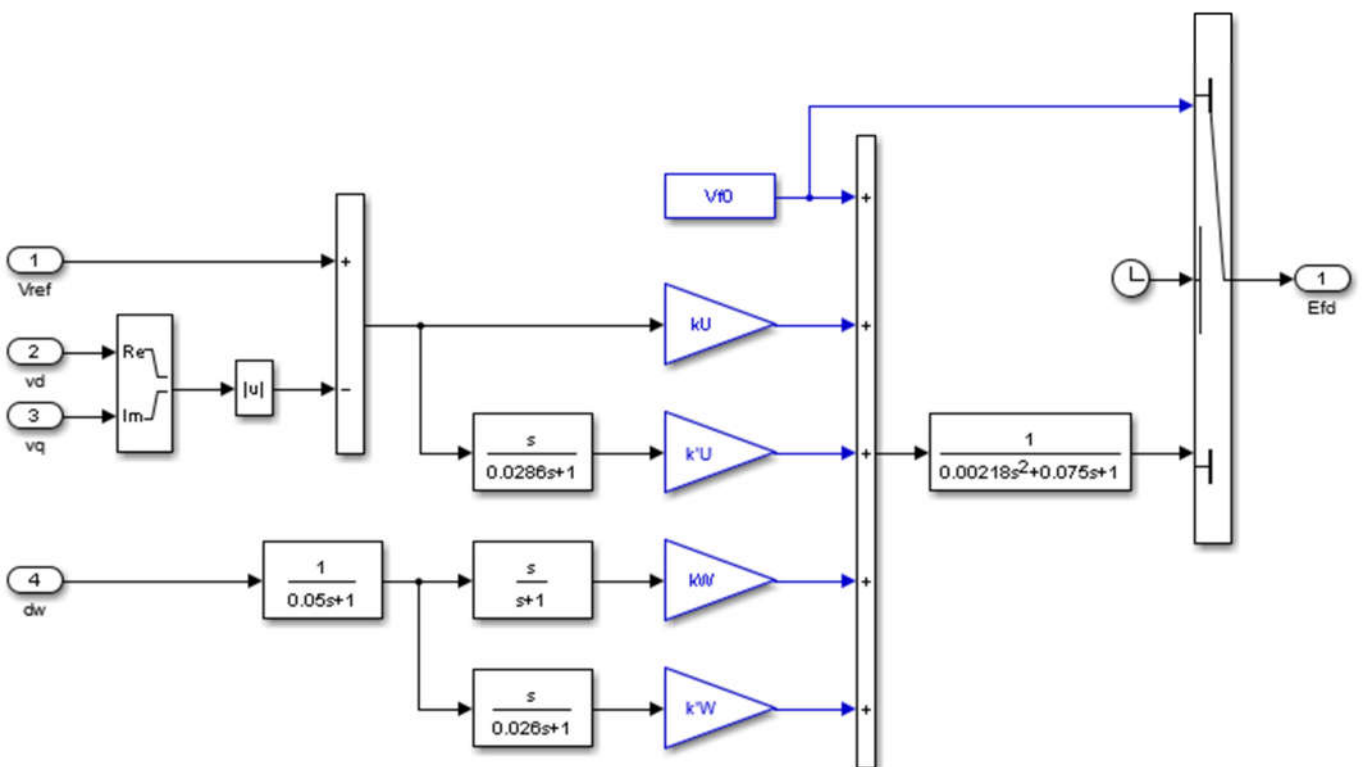 Vf0
1
Vref
+
+
+
kU
+
1
Efd
2
vd
Re
3
vq
Im
|u|
−
s
0.0286s+1
k'U
+
1
0.00218s²+0.075s+1
4
dw
1
0.05s+1
s
s+1
kW
+
s
0.026s+1
k'W
+